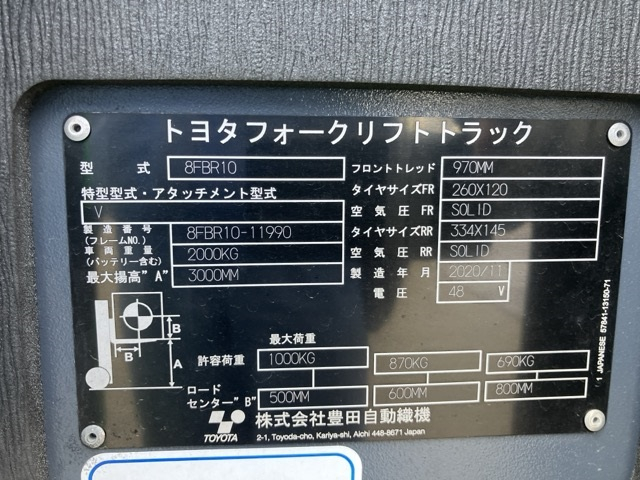 トヨタフォークリフトトラック
型 式 8FBR10
特型型式・アタッチメント型式
V
製造番号 (フレームNO.) 8FBR10-11990
車両重量 (バッテリー含む) 2000KG
最大揚高"A" 3000MM
フロントトレッド 970MM
タイヤサイズFR 260X120
空気圧 FR SOLID
タイヤサイズRR 334X145
空気圧 RR SOLID
製造年月 2020/11
電圧 48 V
B
B
A
最大荷重
許容荷重 1000KG 870KG 690KG
ロードセンター"B" 500MM 600MM 800MM
TOYOTA
株式会社豊田自動織機
2-1, Toyoda-cho, Kariya-shi, Aichi 448-8671 Japan
1 JAPANESE 57841-13150-71